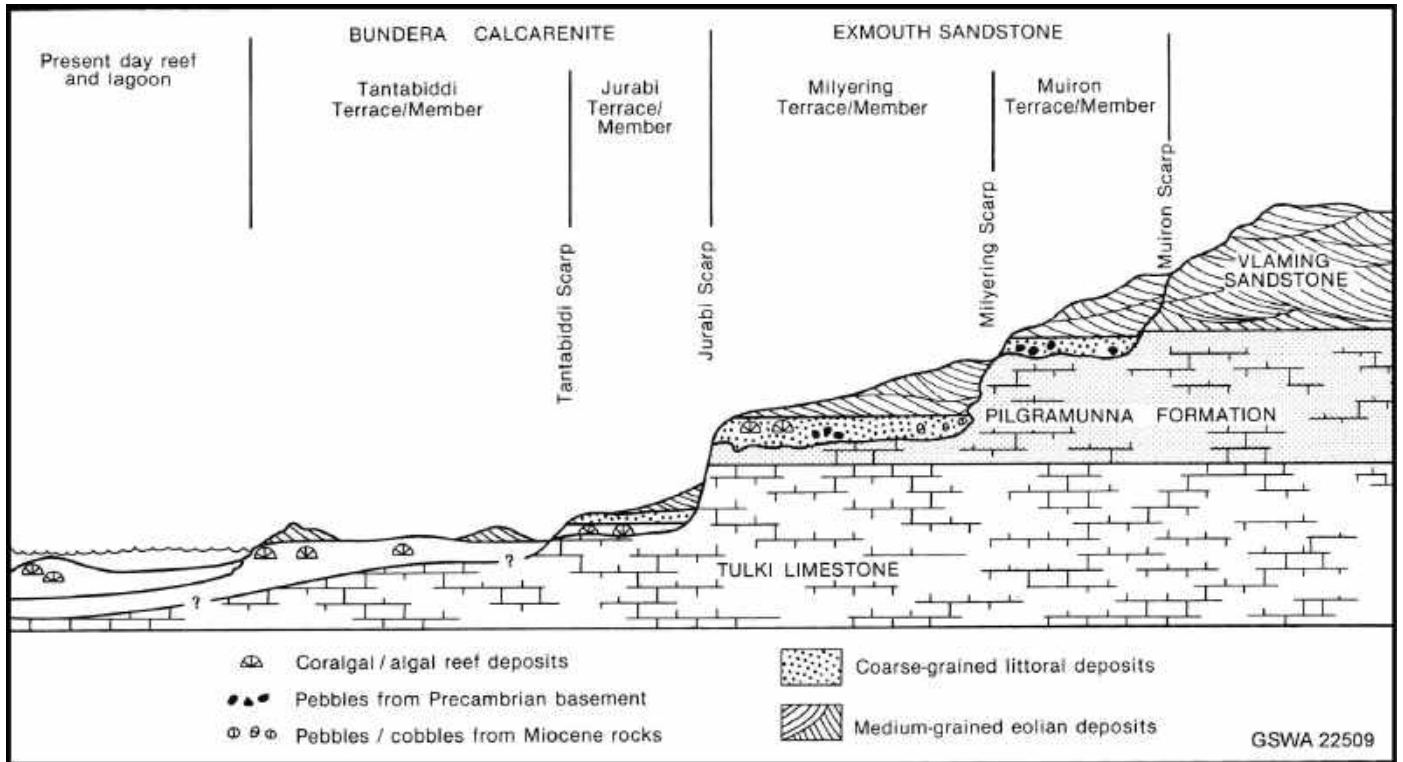 BUNDERA CALCARENITE
EXMOUTH SANDSTONE
Present day reef
and lagoon
Tantabiddi
Terrace/Member
Jurabi
Terrace/
Member
Milyering
Terrace/Member
Muiron
Terrace/Member
Tantabiddi Scarp
Jurabi Scarp
Milyering Scarp
Muiron Scarp
VLAMING
SANDSTONE
PILGRAMUNNA FORMATION
TULKI LIMESTONE
?
?
Coralgal / algal reef deposits
Pebbles from Precambrian basement
Pebbles / cobbles from Miocene rocks
Coarse-grained littoral deposits
Medium-grained eolian deposits
GSWA 22509